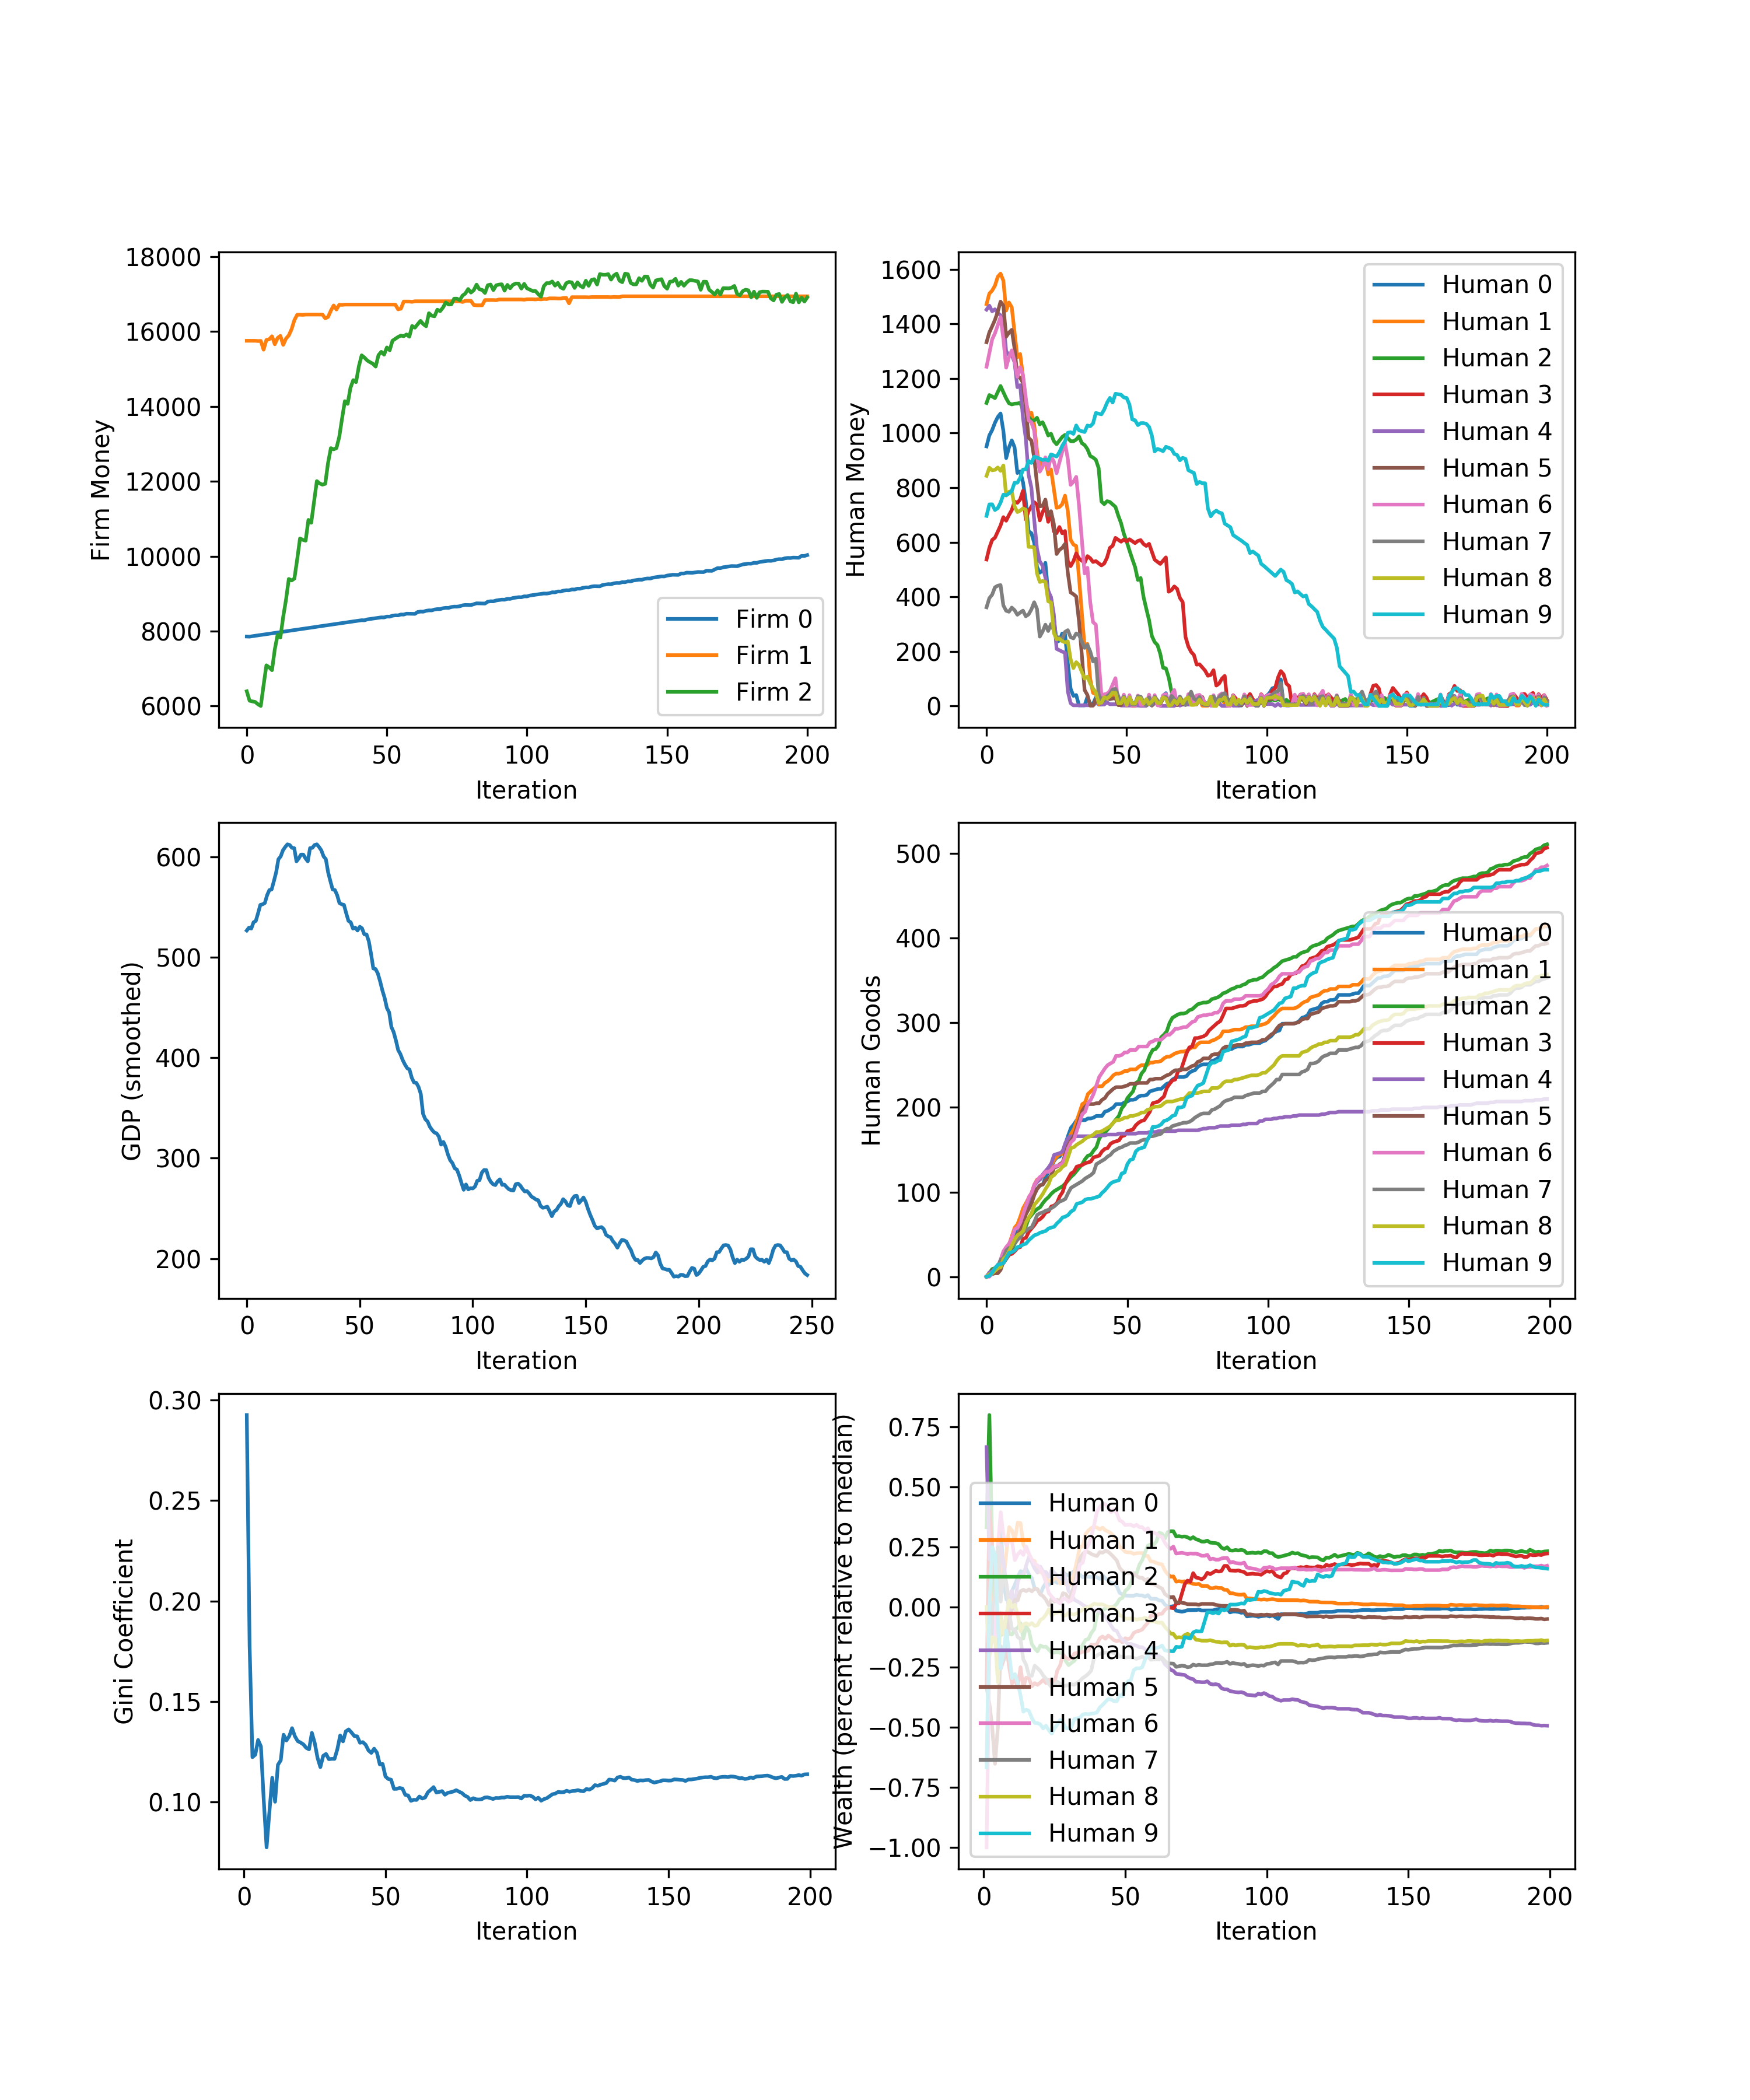 18000
16000
14000
12000
10000
8000
6000
Firm Money
0
50
100
150
200
Iteration
Firm 0
Firm 1
Firm 2
1600
1400
1200
1000
800
600
400
200
0
Human Money
0
50
100
150
200
Iteration
Human 0
Human 1
Human 2
Human 3
Human 4
Human 5
Human 6
Human 7
Human 8
Human 9
600
500
400
300
200
GDP (smoothed)
0
50
100
150
200
250
Iteration
500
400
300
200
100
0
Human Goods
0
50
100
150
200
Iteration
Human 0
Human 1
Human 2
Human 3
Human 4
Human 5
Human 6
Human 7
Human 8
Human 9
0.30
0.25
0.20
0.15
0.10
Gini Coefficient
0
50
100
150
200
Iteration
0.75
0.50
0.25
0.00
−0.25
−0.50
−0.75
−1.00
Wealth (percent relative to median)
0
50
100
150
200
Iteration
Human 0
Human 1
Human 2
Human 3
Human 4
Human 5
Human 6
Human 7
Human 8
Human 9